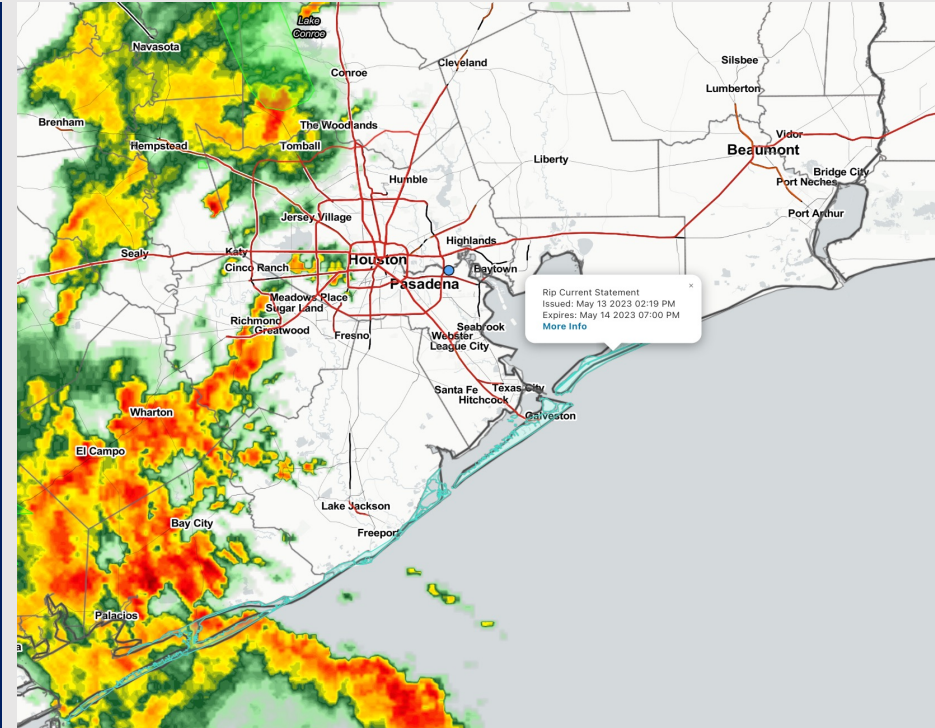 Lake
Conroe
Navasota
Conroe
Cleveland
Silsbee
Lumberton
Brenham
The Woodlands
Hempstead
Tomball
Vidor
Beaumont
Liberty
Bridge City
Port Neches
Humble
Jersey Village
Port Arthur
Highlands
Sealy
Katy
Houston
Cinco Ranch
Baytown
Pasadena
Meadows Place
Sugar Land
Richmond
Greatwood
Fresno
Seabrook
Webster
League City
×
Rip Current Statement
Issued: May 13 2023 02:19 PM
Expires: May 14 2023 07:00 PM
More Info
Santa Fe
Texas City
Hitchcock
Wharton
Galveston
El Campo
Lake Jackson
Bay City
Freeport
Palacios
a